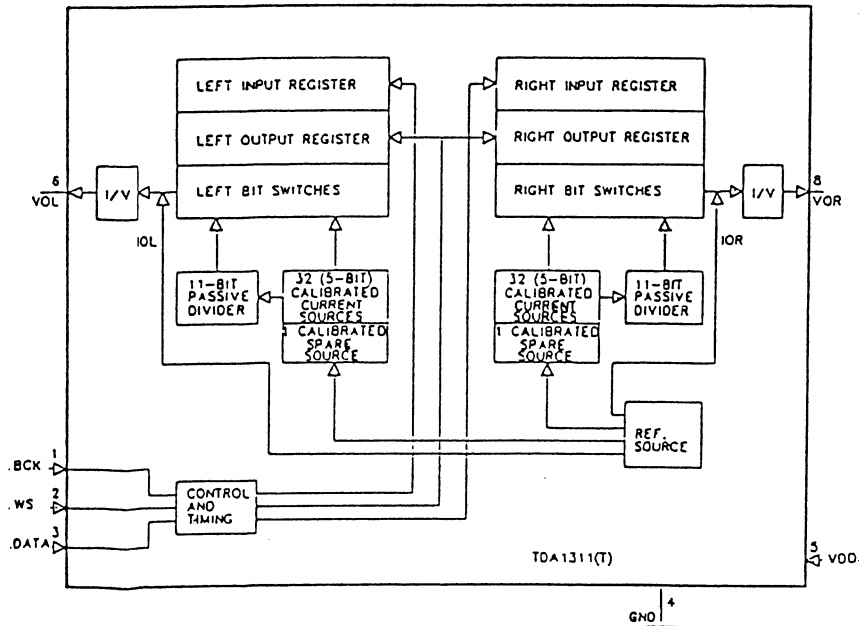 LEFT INPUT REGISTER
LEFT OUTPUT REGISTER
LEFT BIT SWITCHES
RIGHT INPUT REGISTER
RIGHT OUTPUT REGISTER
RIGHT BIT SWITCHES
6
VOL
I/V
IOL
I/V
8
VOR
IOR
11-BIT
PASSIVE
DIVIDER
32 (5-BIT)
CALIBRATED
CURRENT
SOURCES
1 CALIBRATED
SPARE
SOURCE
32 (5-BIT)
CALIBRATED
CURRENT
SOURCES
1 CALIBRATED
SPARE
SOURCE
11-BIT
PASSIVE
DIVIDER
REF.
SOURCE
1
BCK
2
WS
3
DATA
CONTROL
AND
TIMING
TDA1311(T)
5
VDD
4
GND